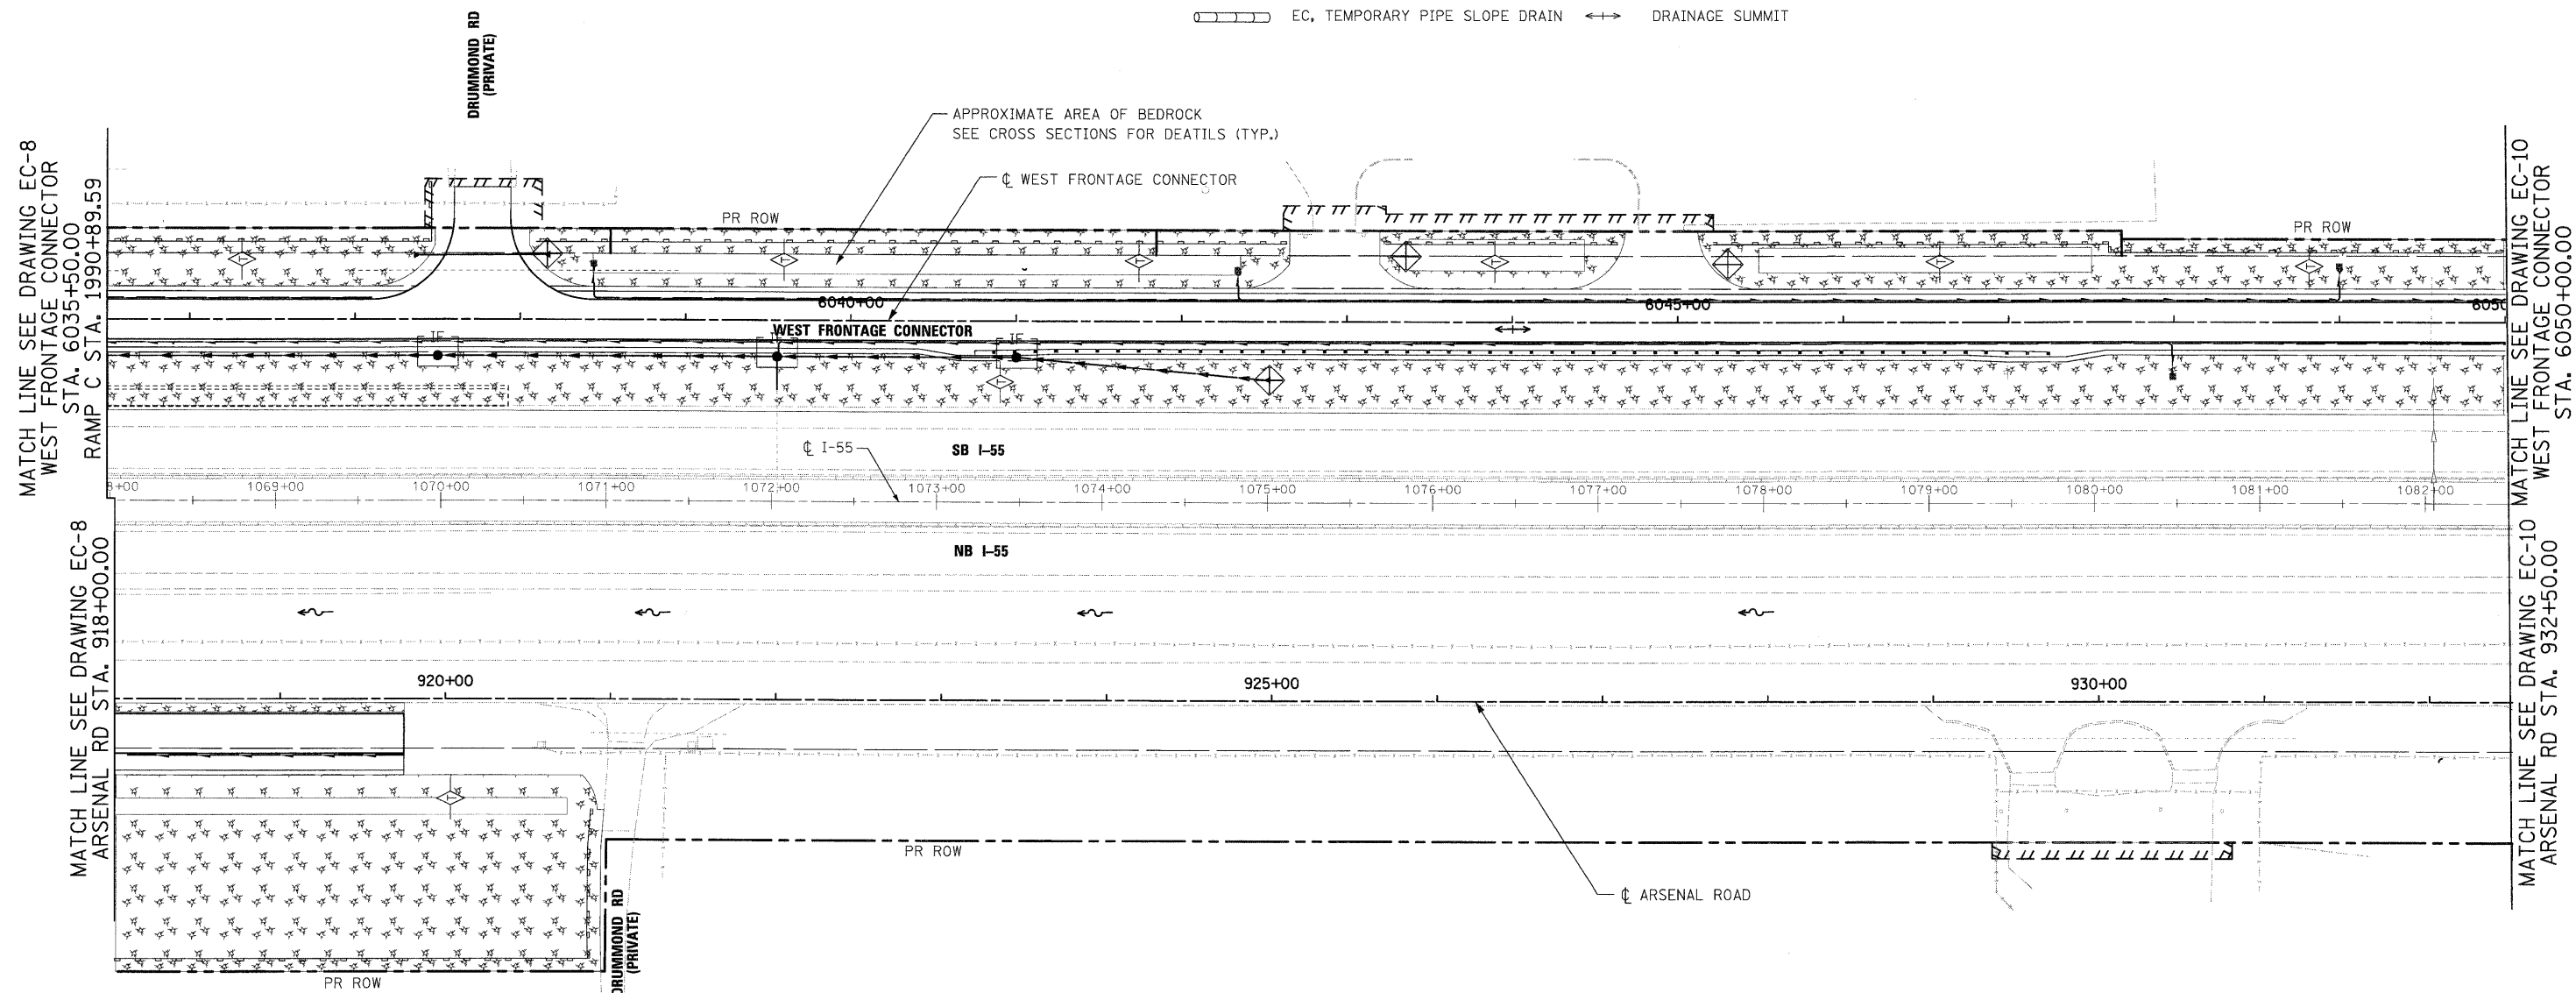 EC, TEMPORARY PIPE SLOPE DRAIN
DRAINAGE SUMMIT
DRUMMOND RD
(PRIVATE)
APPROXIMATE AREA OF BEDROCK
SEE CROSS SECTIONS FOR DEATILS (TYP.)
℄ WEST FRONTAGE CONNECTOR
MATCH LINE SEE DRAWING EC-8
WEST FRONTAGE CONNECTOR
STA. 6035+50.00
RAMP C STA. 1990+89.59
PR ROW
PR ROW
MATCH LINE SEE DRAWING EC-10
WEST FRONTAGE CONNECTOR
STA. 6050+00.00
T
T
T
T
T
T
6040+00
6045+00
6050
WEST FRONTAGE CONNECTOR
IF
IF
IF
T
℄ I-55
SB I-55
8+00
1069+00
1070+00
1071+00
1072+00
1073+00
1074+00
1075+00
1076+00
1077+00
1078+00
1079+00
1080+00
1081+00
1082+00
NB I-55
MATCH LINE SEE DRAWING EC-8
ARSENAL RD STA. 918+00.00
MATCH LINE SEE DRAWING EC-10
ARSENAL RD STA. 932+50.00
920+00
925+00
930+00
T
PR ROW
℄ ARSENAL ROAD
DRUMMOND RD
(PRIVATE)
PR ROW